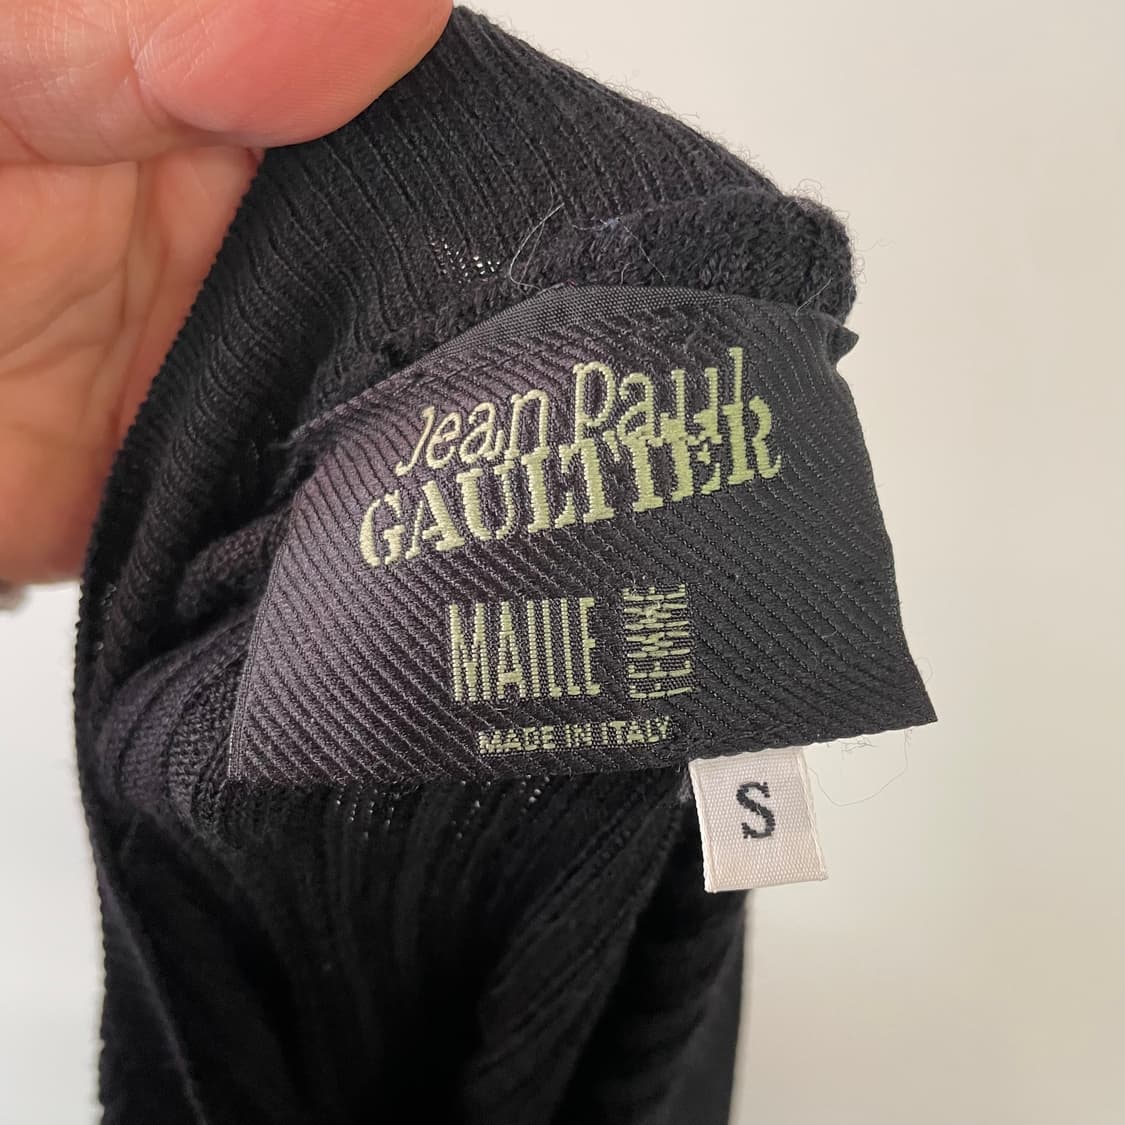 Jean Paul
GAULTIER
MAILLE FEMME
MADE IN ITALY
S